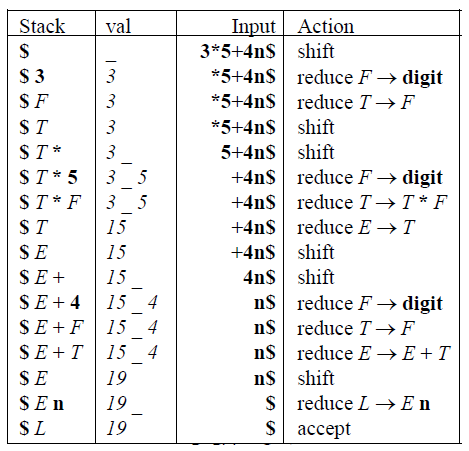 Stack val Input Action
$ _ 3*5+4n$ shift
$ 3 3 *5+4n$ reduce F → digit
$ F 3 *5+4n$ reduce T → F
$ T 3 *5+4n$ shift
$ T * 3 _ 5+4n$ shift
$ T * 5 3 _ 5 +4n$ reduce F → digit
$ T * F 3 _ 5 +4n$ reduce T → T * F
$ T 15 +4n$ reduce E → T
$ E 15 +4n$ shift
$ E + 15 _ 4n$ shift
$ E + 4 15 _ 4 n$ reduce F → digit
$ E + F 15 _ 4 n$ reduce T → F
$ E + T 15 _ 4 n$ reduce E → E + T
$ E 19 n$ shift
$ E n 19 _ $ reduce L → E n
$ L 19 $ accept